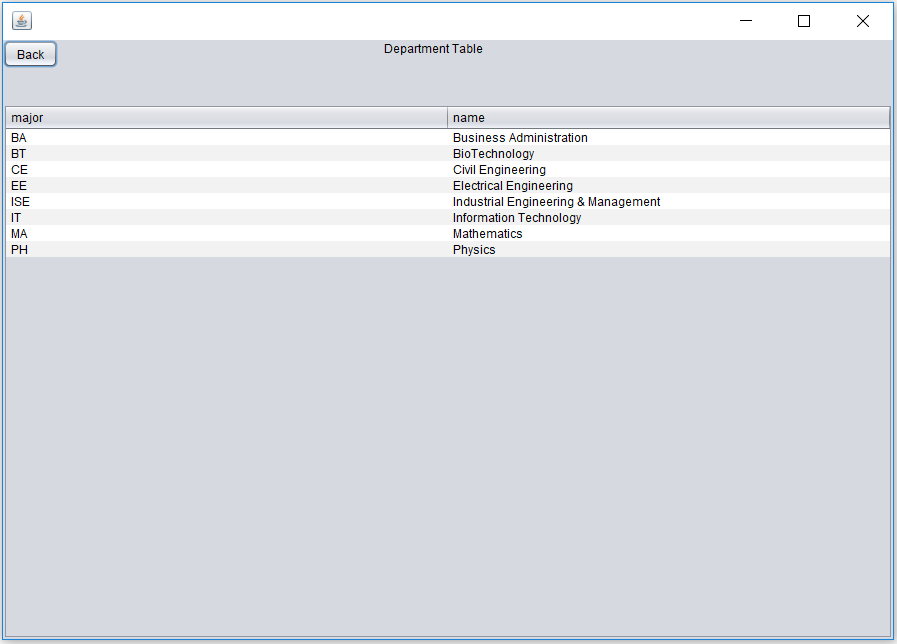 Department Table
Back
major name
BA Business Administration
BT BioTechnology
CE Civil Engineering
EE Electrical Engineering
ISE Industrial Engineering & Management
IT Information Technology
MA Mathematics
PH Physics